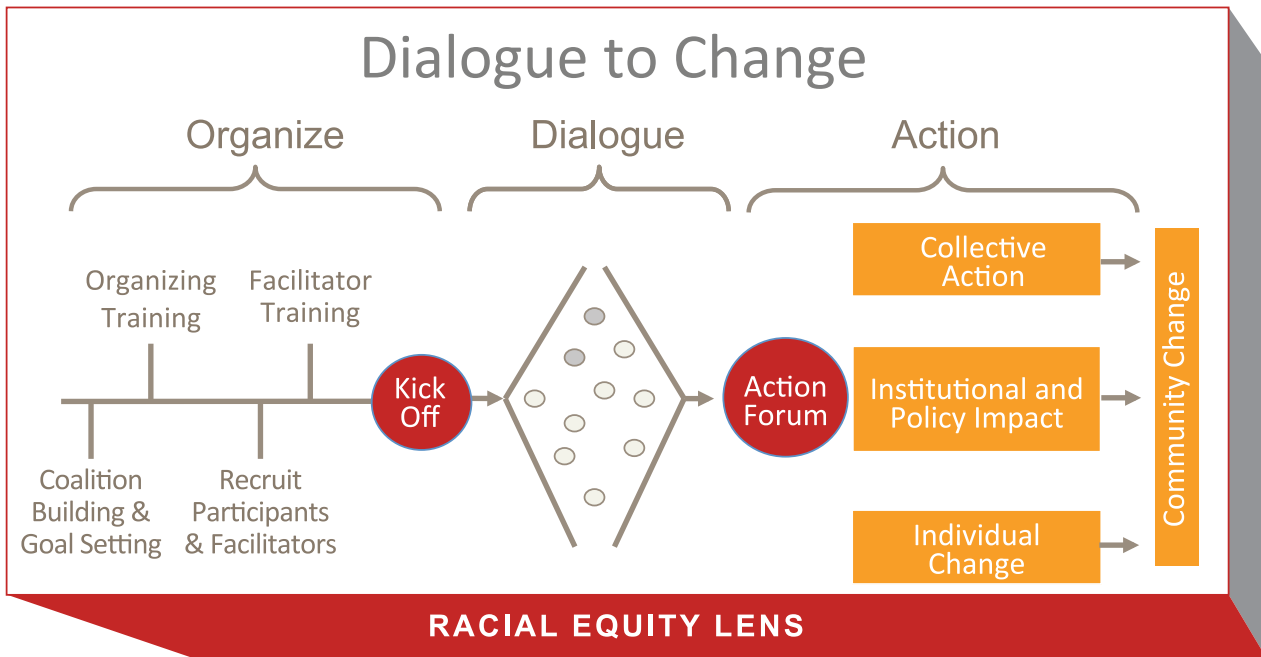 Dialogue to Change
Organize
Dialogue
Action
Organizing
Training
Facilitator
Training
Coalition
Building &
Goal Setting
Recruit
Participants
& Facilitators
Kick
Off
Action
Forum
Collective
Action
Institutional and
Policy Impact
Individual
Change
Community Change
RACIAL EQUITY LENS